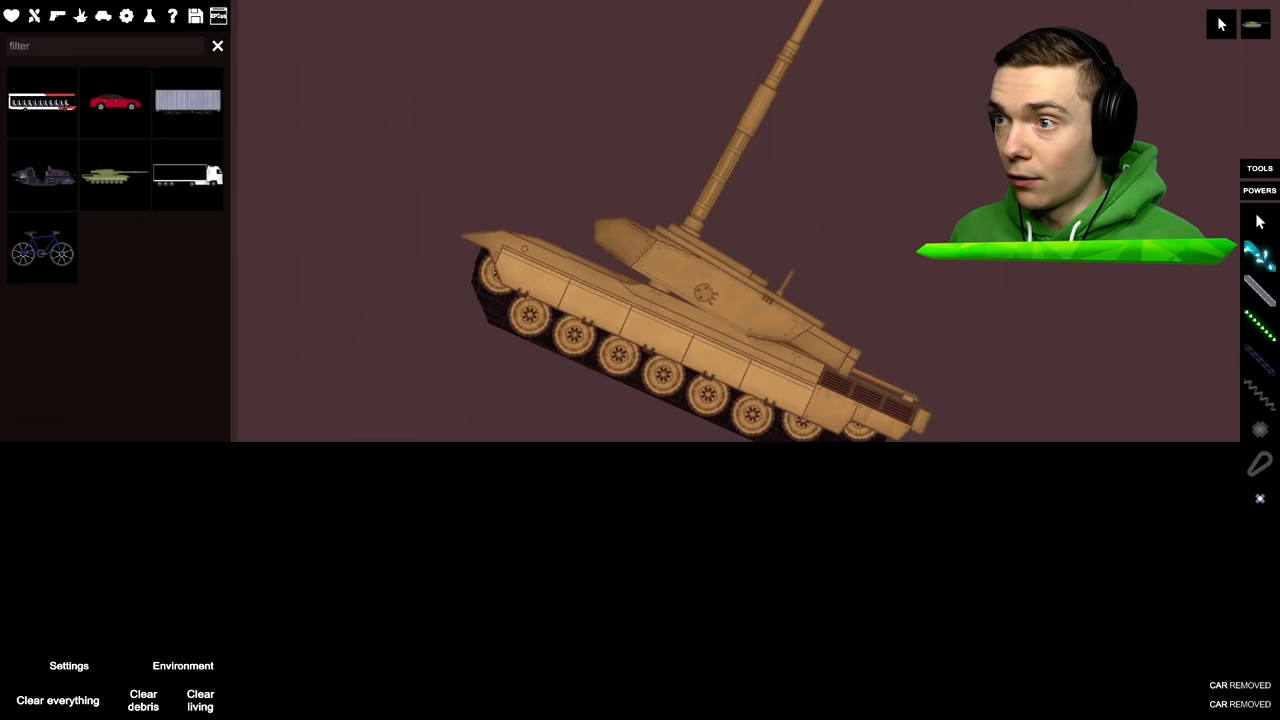 filter
TOOLS
POWERS
Settings
Environment
Clear everything
Clear
debris
Clear
living
CAR REMOVED
CAR REMOVED